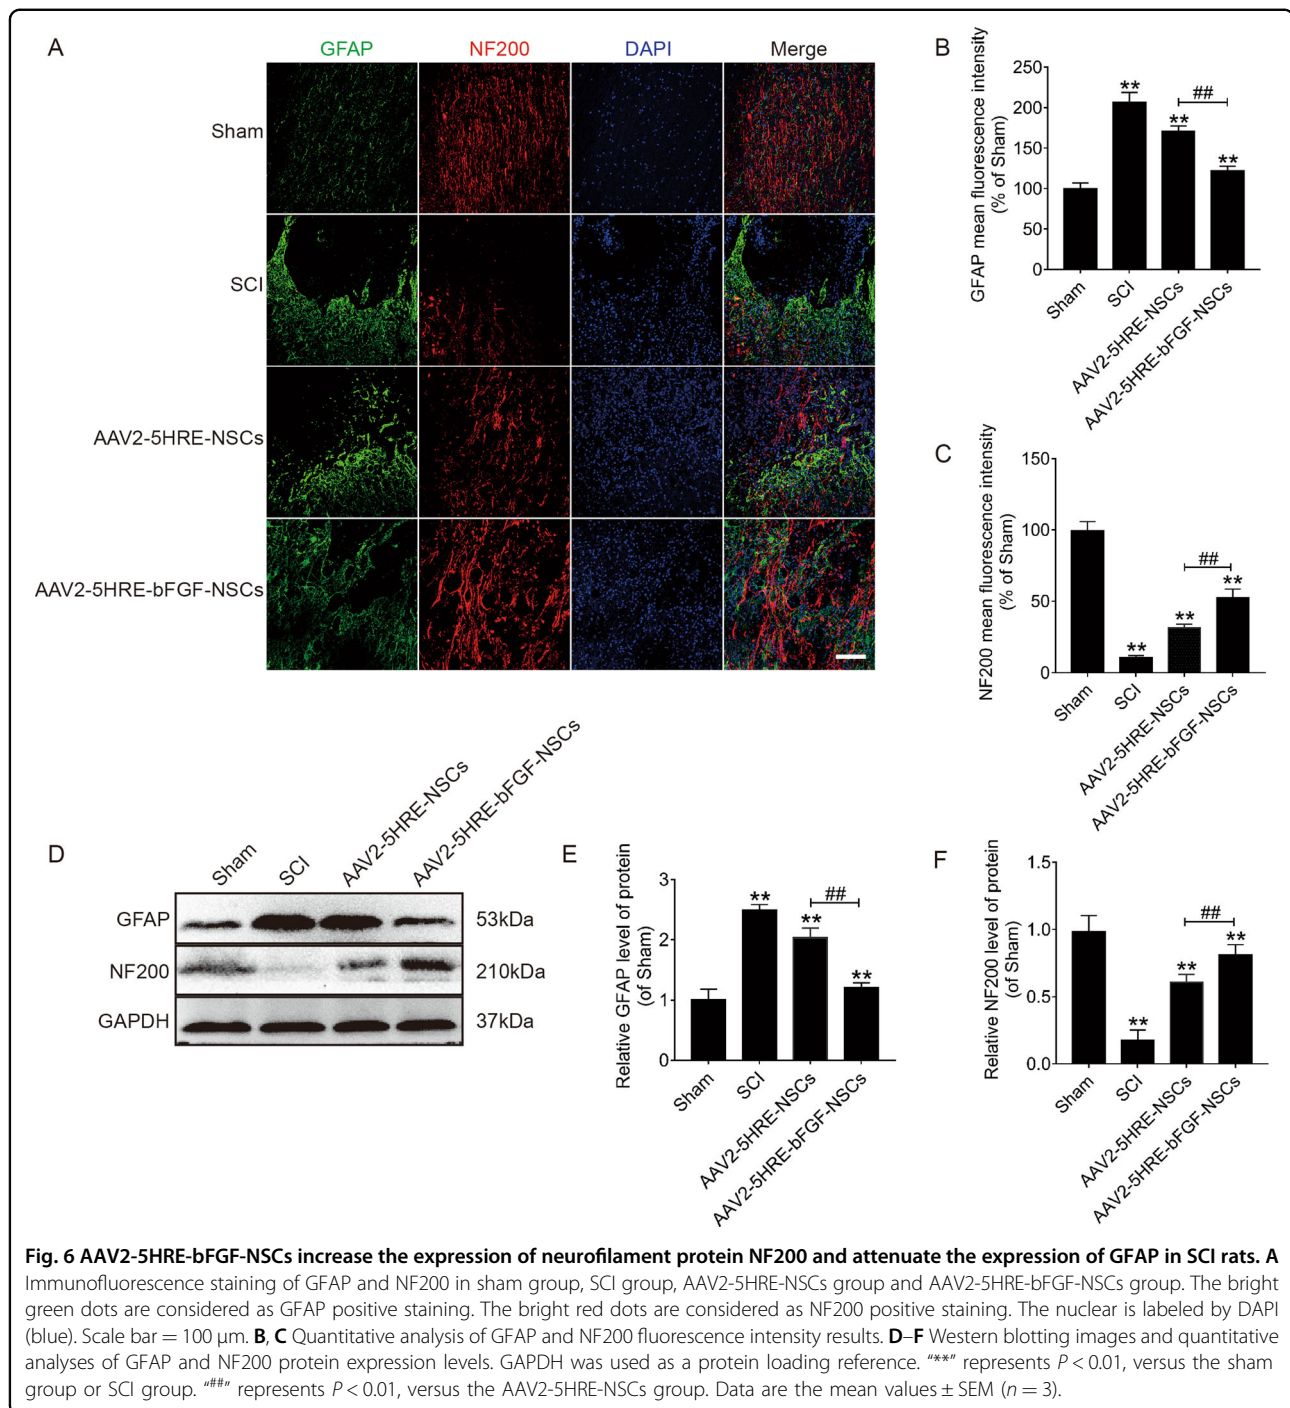 A
GFAP
NF200
DAPI
Merge
Sham
SCI
AAV2-5HRE-NSCs
AAV2-5HRE-bFGF-NSCs
B
GFAP mean fluorescence intensity
(% of Sham)
250
200
150
100
50
0
**
**
##
**
Sham
SCI
AAV2-5HRE-NSCs
AAV2-5HRE-bFGF-NSCs
C
NF200 mean fluorescence intensity
(% of Sham)
150
100
50
0
**
**
##
**
Sham
SCI
AAV2-5HRE-NSCs
AAV2-5HRE-bFGF-NSCs
D
Sham
SCI
AAV2-5HRE-NSCs
AAV2-5HRE-bFGF-NSCs
GFAP
53kDa
NF200
210kDa
GAPDH
37kDa
E
Relative GFAP level of protein
(of Sham)
3
2
1
0
**
**
##
**
Sham
SCI
AAV2-5HRE-NSCs
AAV2-5HRE-bFGF-NSCs
F
Relative NF200 level of protein
(of Sham)
1.5
1.0
0.5
0.0
**
**
##
**
Sham
SCI
AAV2-5HRE-NSCs
AAV2-5HRE-bFGF-NSCs
Fig. 6 AAV2-5HRE-bFGF-NSCs increase the expression of neurofilament protein NF200 and attenuate the expression of GFAP in SCI rats. A
Immunofluorescence staining of GFAP and NF200 in sham group, SCI group, AAV2-5HRE-NSCs group and AAV2-5HRE-bFGF-NSCs group. The bright
green dots are considered as GFAP positive staining. The bright red dots are considered as NF200 positive staining. The nuclear is labeled by DAPI
(blue). Scale bar = 100 μm. B, C Quantitative analysis of GFAP and NF200 fluorescence intensity results. D–F Western blotting images and quantitative
analyses of GFAP and NF200 protein expression levels. GAPDH was used as a protein loading reference. "**" represents P < 0.01, versus the sham
group or SCI group. "##" represents P < 0.01, versus the AAV2-5HRE-NSCs group. Data are the mean values ± SEM (n = 3).